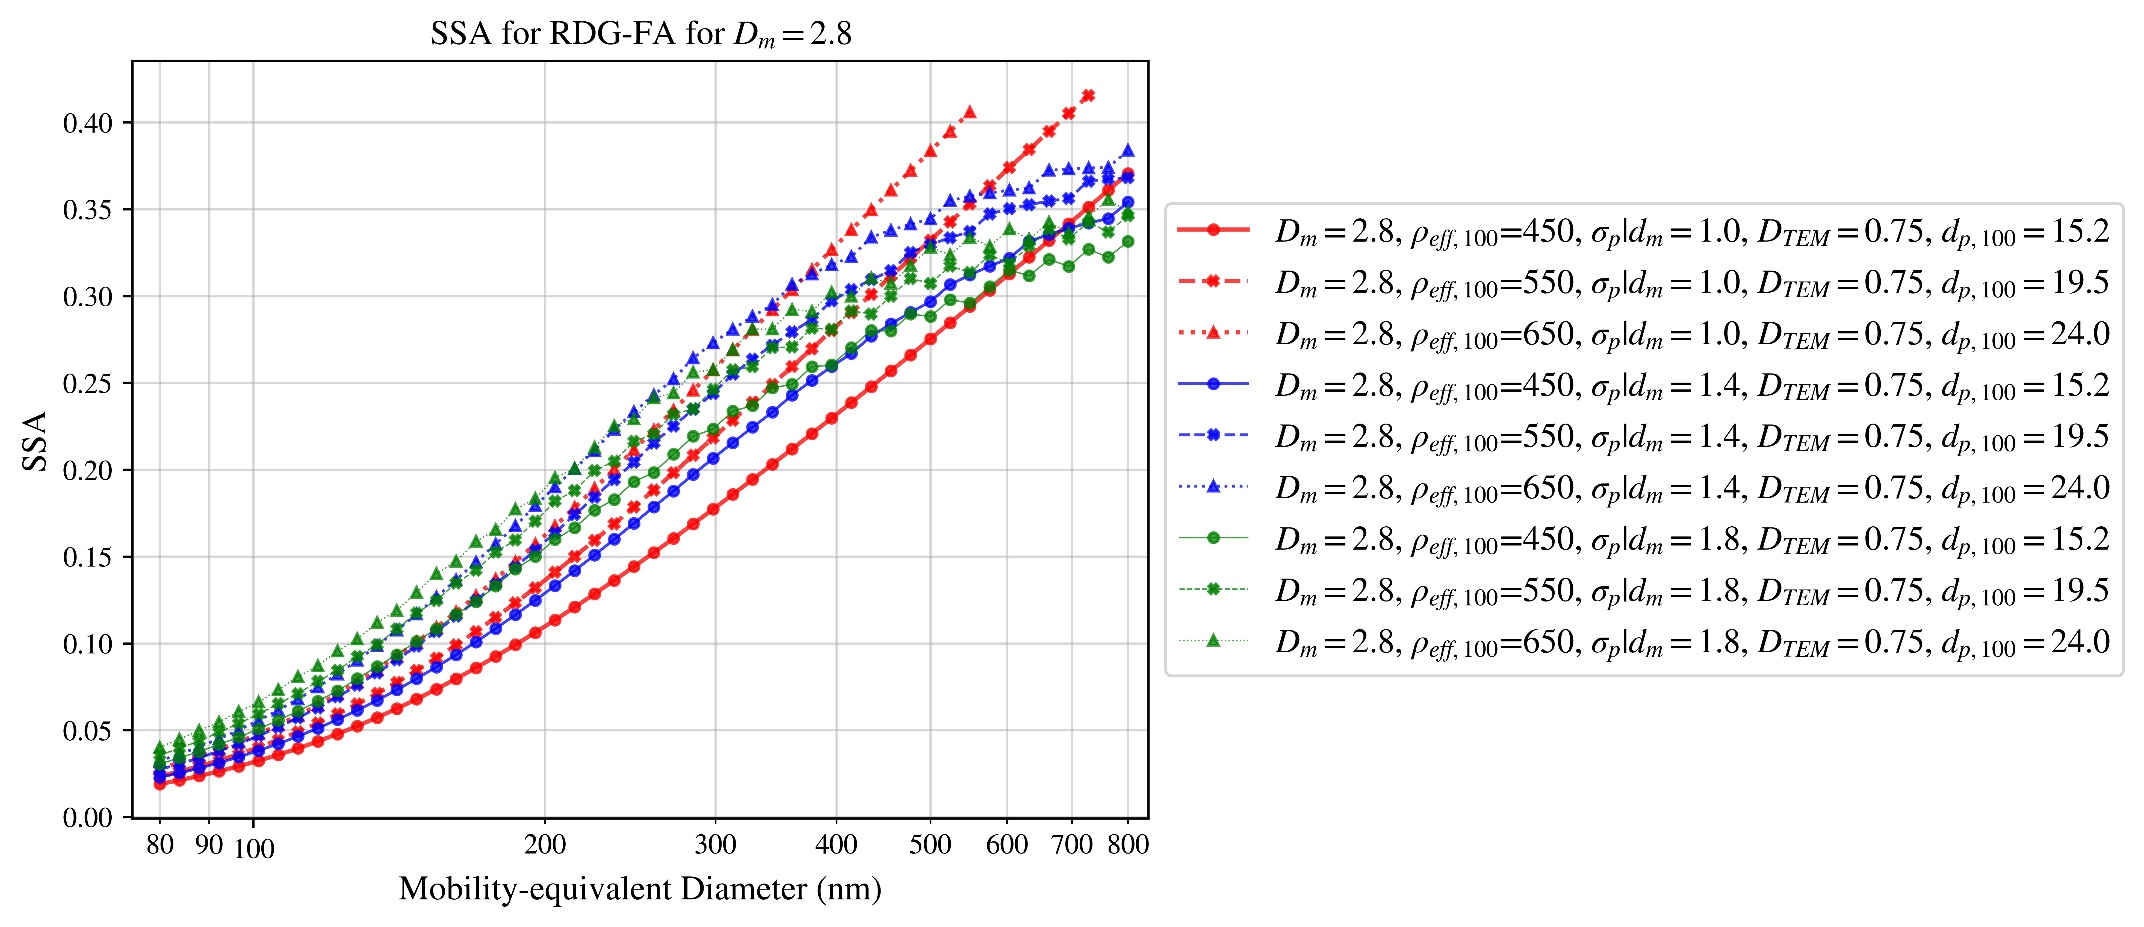 SSA for RDG-FA for Dₘ = 2.8
SSA
0.40
0.35
0.30
0.25
0.20
0.15
0.10
0.05
0.00
80 90 100 200 300 400 500 600 700 800
Mobility-equivalent Diameter (nm)
D_m = 2.8, ρ_eff, 100=450, σ_p|d_m = 1.0, D_TEM = 0.75, d_p, 100 = 15.2
D_m = 2.8, ρ_eff, 100=550, σ_p|d_m = 1.0, D_TEM = 0.75, d_p, 100 = 19.5
D_m = 2.8, ρ_eff, 100=650, σ_p|d_m = 1.0, D_TEM = 0.75, d_p, 100 = 24.0
D_m = 2.8, ρ_eff, 100=450, σ_p|d_m = 1.4, D_TEM = 0.75, d_p, 100 = 15.2
D_m = 2.8, ρ_eff, 100=550, σ_p|d_m = 1.4, D_TEM = 0.75, d_p, 100 = 19.5
D_m = 2.8, ρ_eff, 100=650, σ_p|d_m = 1.4, D_TEM = 0.75, d_p, 100 = 24.0
D_m = 2.8, ρ_eff, 100=450, σ_p|d_m = 1.8, D_TEM = 0.75, d_p, 100 = 15.2
D_m = 2.8, ρ_eff, 100=550, σ_p|d_m = 1.8, D_TEM = 0.75, d_p, 100 = 19.5
D_m = 2.8, ρ_eff, 100=650, σ_p|d_m = 1.8, D_TEM = 0.75, d_p, 100 = 24.0